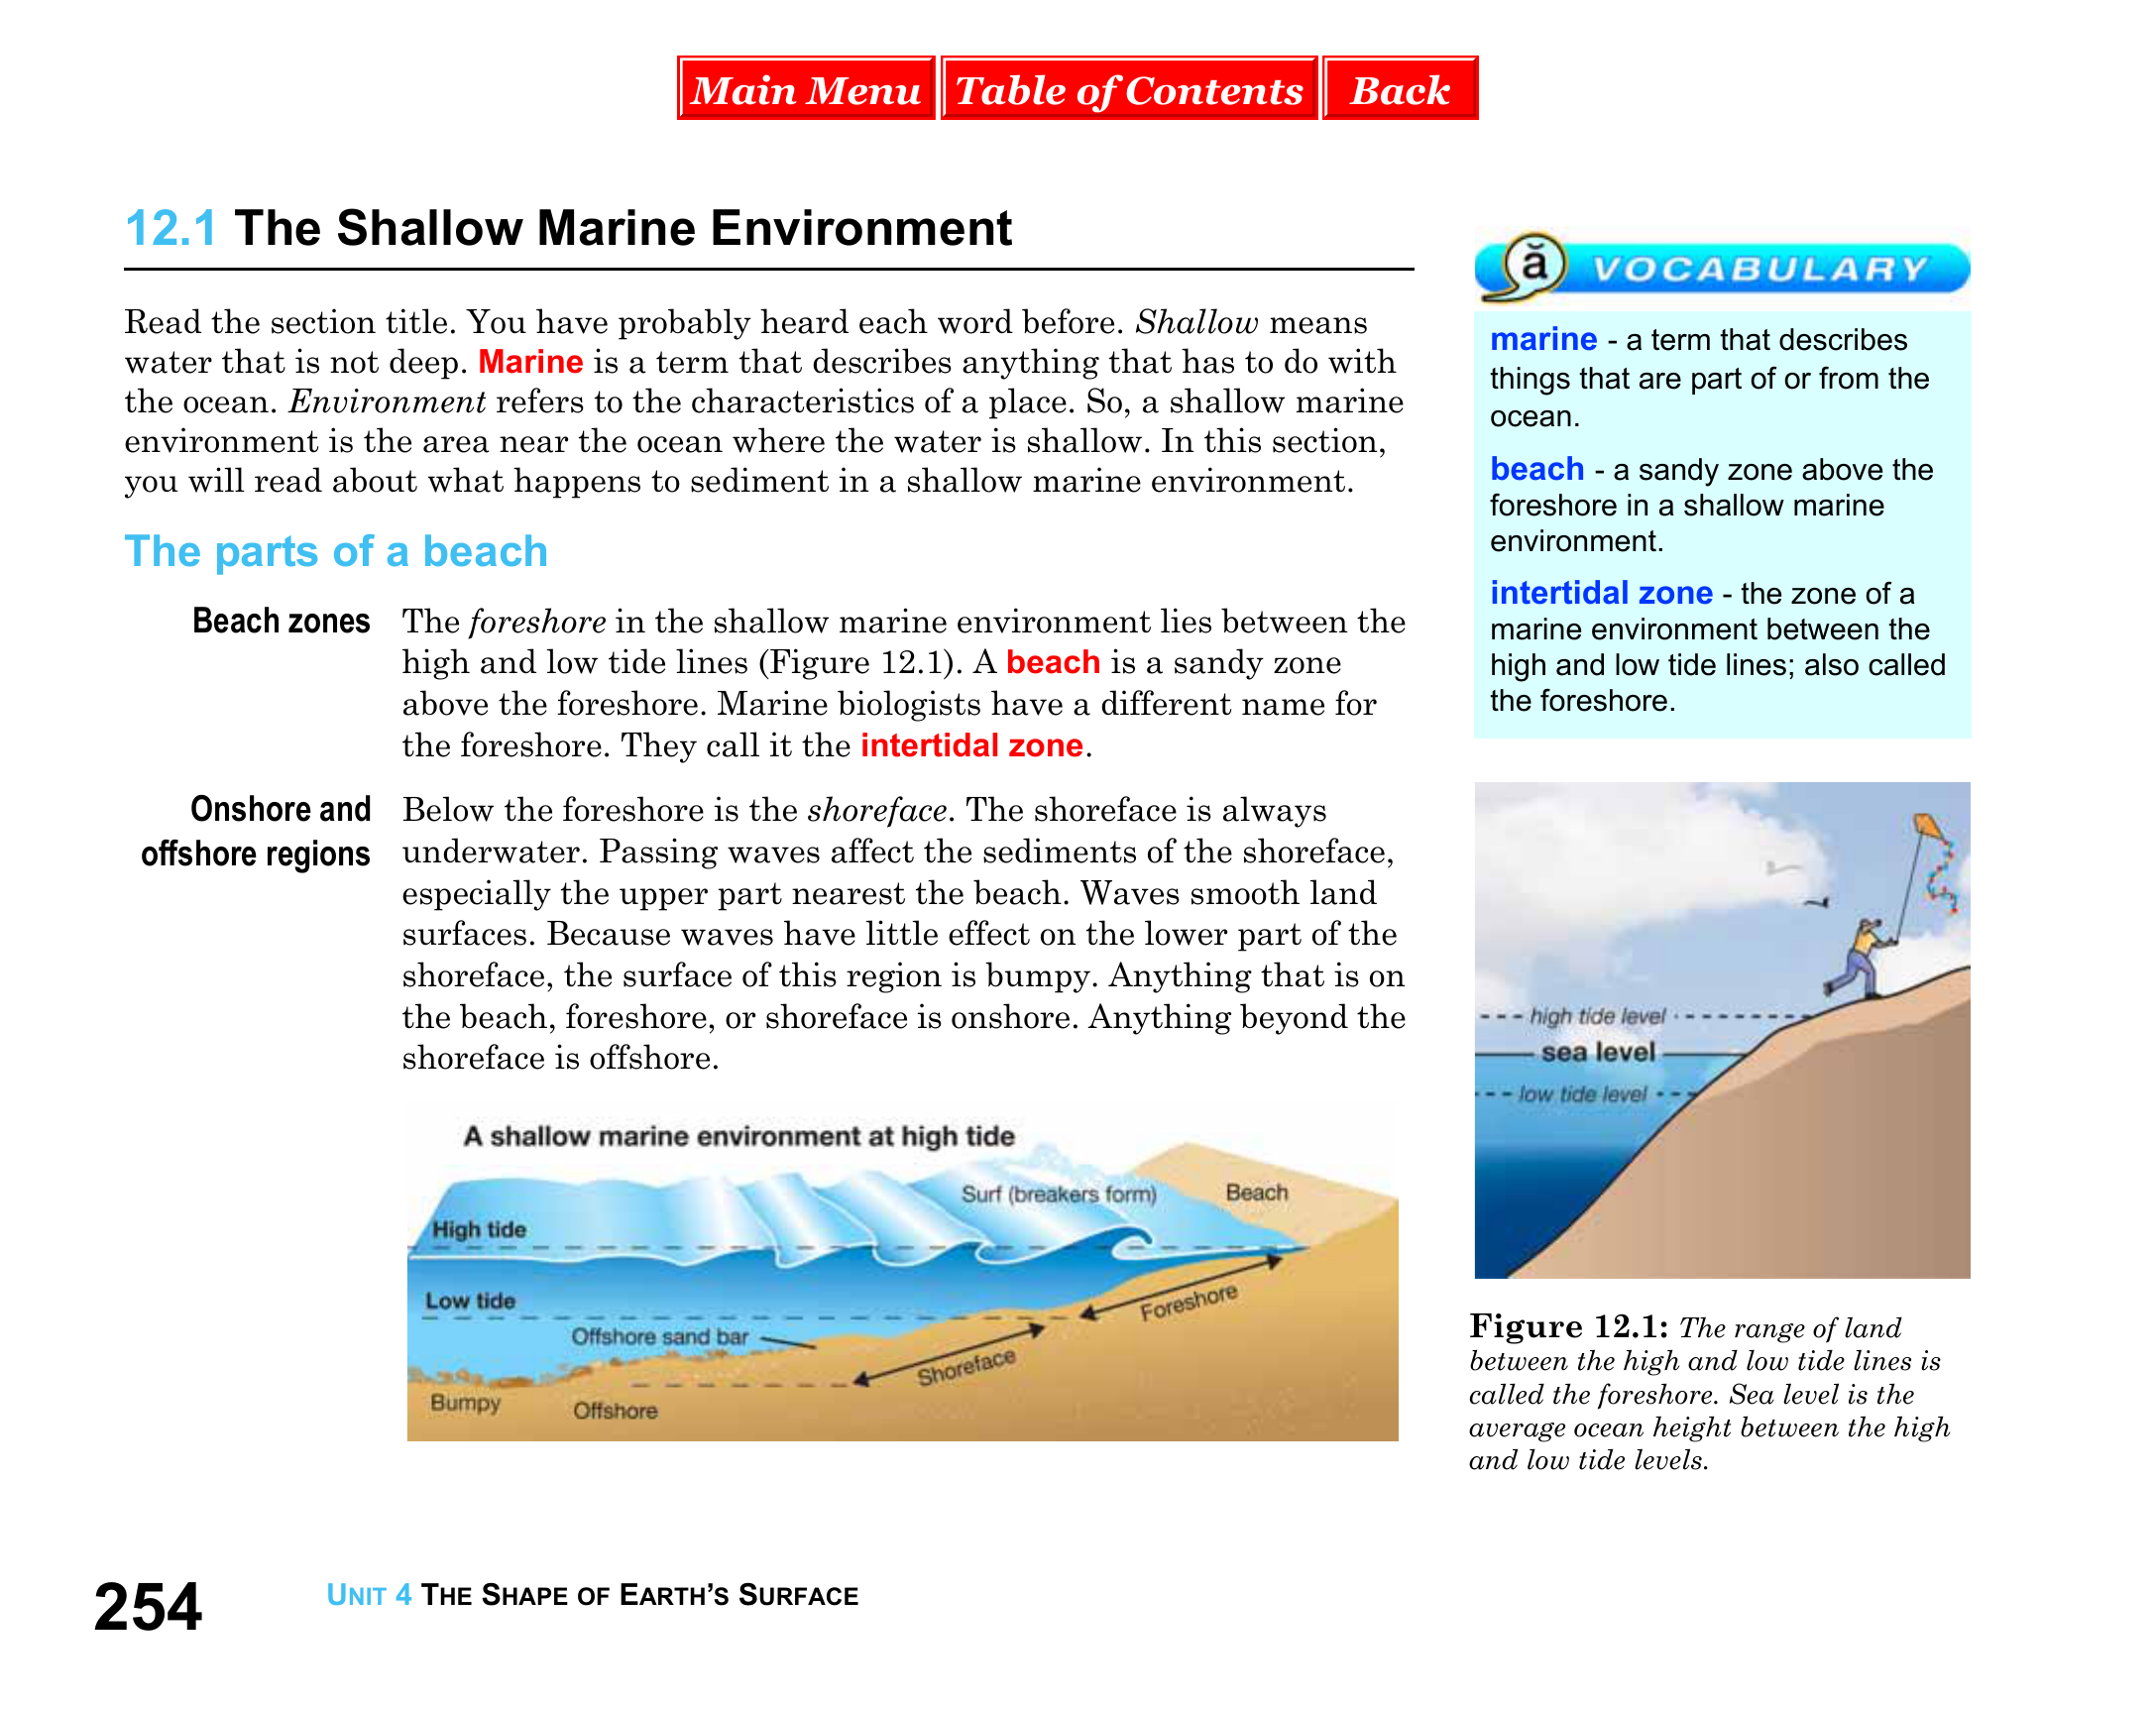 Main Menu Table of Contents Back
12.1 The Shallow Marine Environment
Read the section title. You have probably heard each word before. Shallow means
water that is not deep. Marine is a term that describes anything that has to do with
the ocean. Environment refers to the characteristics of a place. So, a shallow marine
environment is the area near the ocean where the water is shallow. In this section,
you will read about what happens to sediment in a shallow marine environment.
The parts of a beach
Beach zones
The foreshore in the shallow marine environment lies between the
high and low tide lines (Figure 12.1). A beach is a sandy zone
above the foreshore. Marine biologists have a different name for
the foreshore. They call it the intertidal zone.
Onshore and
offshore regions
Below the foreshore is the shoreface. The shoreface is always
underwater. Passing waves affect the sediments of the shoreface,
especially the upper part nearest the beach. Waves smooth land
surfaces. Because waves have little effect on the lower part of the
shoreface, the surface of this region is bumpy. Anything that is on
the beach, foreshore, or shoreface is onshore. Anything beyond the
shoreface is offshore.
A shallow marine environment at high tide
Surf (breakers form)
Beach
High tide
Low tide
Foreshore
Offshore sand bar
Shoreface
Bumpy
Offshore
ă VOCABULARY
marine - a term that describes
things that are part of or from the
ocean.
beach - a sandy zone above the
foreshore in a shallow marine
environment.
intertidal zone - the zone of a
marine environment between the
high and low tide lines; also called
the foreshore.
high tide level
sea level
low tide level
Figure 12.1: The range of land
between the high and low tide lines is
called the foreshore. Sea level is the
average ocean height between the high
and low tide levels.
254 UNIT 4 THE SHAPE OF EARTH'S SURFACE